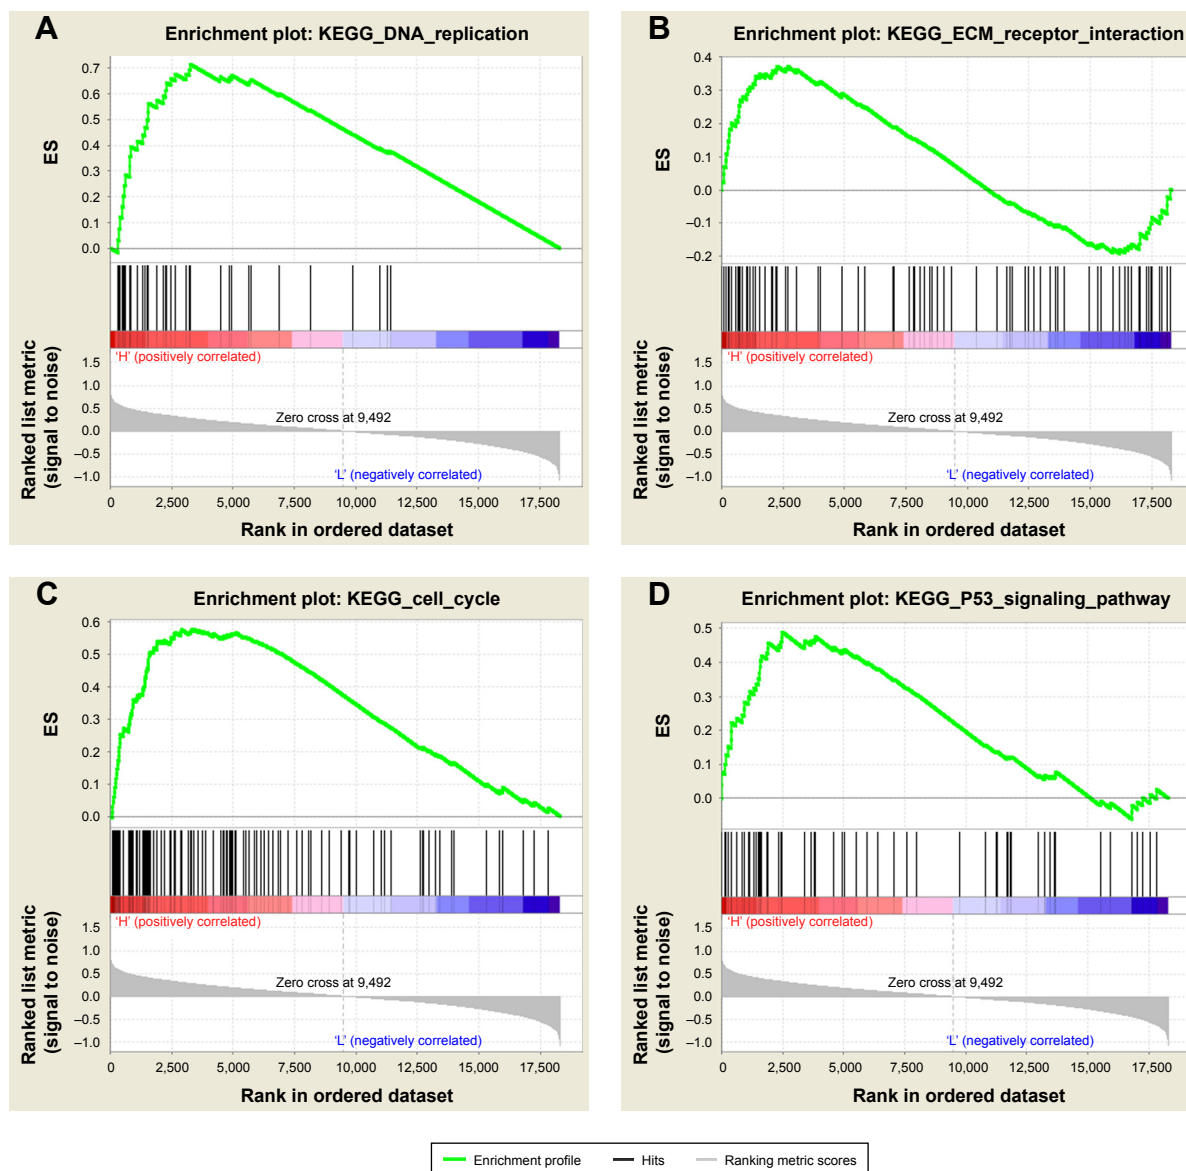 A
Enrichment plot: KEGG_DNA_replication
ES
0.7
0.6
0.5
0.4
0.3
0.2
0.1
0.0
'H' (positively correlated)
Ranked list metric
(signal to noise)
1.5
1.0
0.5
0.0
–0.5
–1.0
Zero cross at 9,492
'L' (negatively correlated)
0 2,500 5,000 7,500 10,000 12,500 15,000 17,500
Rank in ordered dataset
B
Enrichment plot: KEGG_ECM_receptor_interaction
ES
0.4
0.3
0.2
0.1
0.0
–0.1
–0.2
'H' (positively correlated)
Ranked list metric
(signal to noise)
1.5
1.0
0.5
0.0
–0.5
–1.0
Zero cross at 9,492
'L' (negatively correlated)
0 2,500 5,000 7,500 10,000 12,500 15,000 17,500
Rank in ordered dataset
C
Enrichment plot: KEGG_cell_cycle
ES
0.6
0.5
0.4
0.3
0.2
0.1
0.0
'H' (positively correlated)
Ranked list metric
(signal to noise)
1.5
1.0
0.5
0.0
–0.5
–1.0
Zero cross at 9,492
'L' (negatively correlated)
0 2,500 5,000 7,500 10,000 12,500 15,000 17,500
Rank in ordered dataset
D
Enrichment plot: KEGG_P53_signaling_pathway
ES
0.5
0.4
0.3
0.2
0.1
0.0
'H' (positively correlated)
Ranked list metric
(signal to noise)
1.5
1.0
0.5
0.0
–0.5
–1.0
Zero cross at 9,492
'L' (negatively correlated)
0 2,500 5,000 7,500 10,000 12,500 15,000 17,500
Rank in ordered dataset
Enrichment profile Hits Ranking metric scores